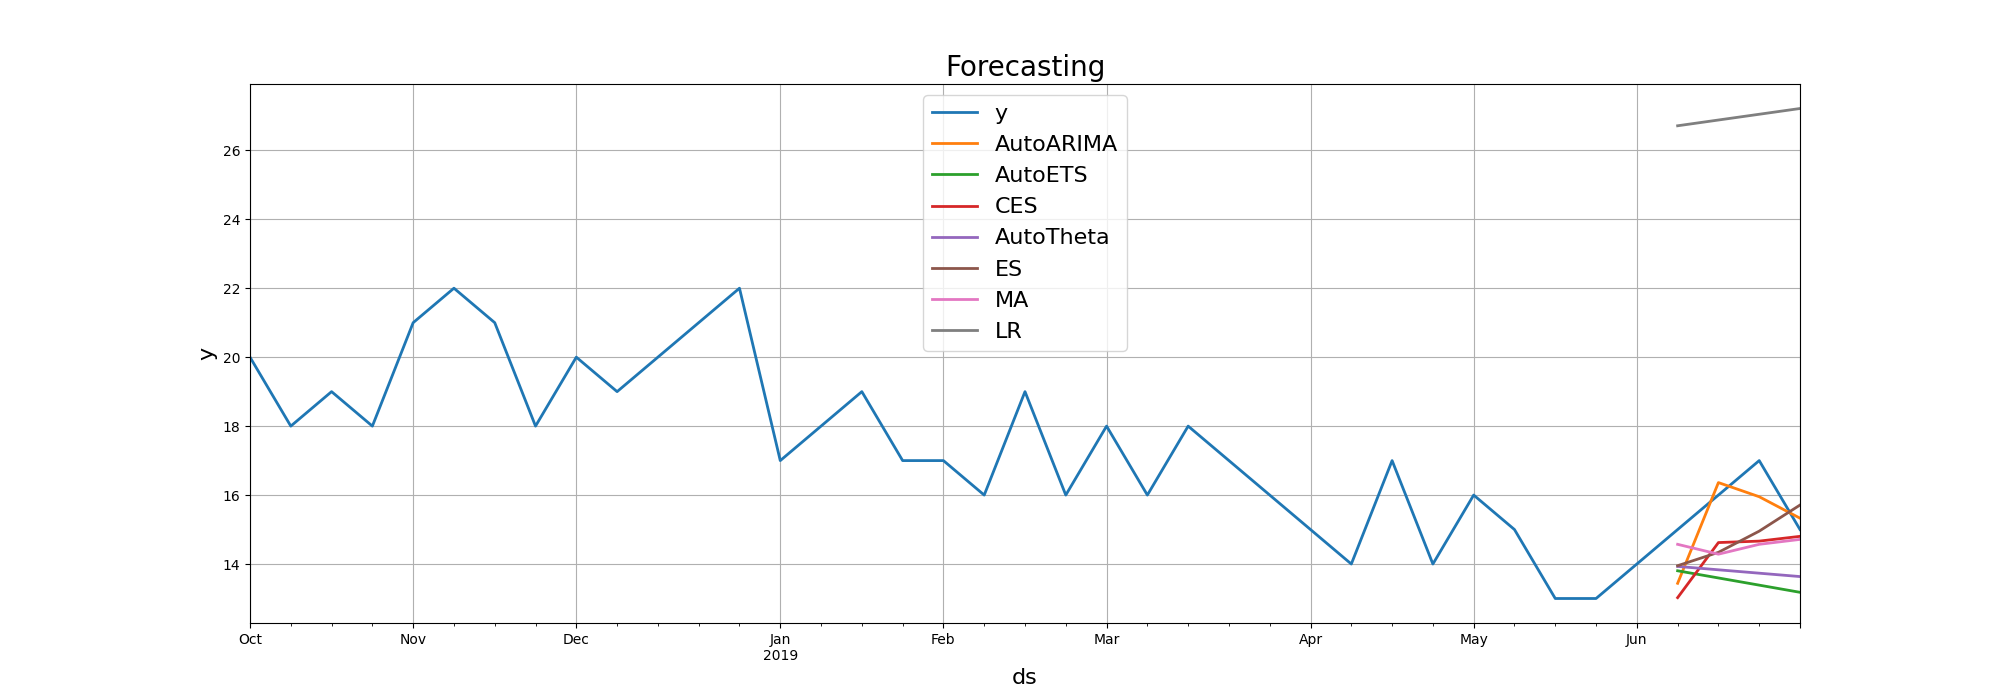 Forecasting
y
AutoARIMA
AutoETS
CES
AutoTheta
ES
MA
LR
26
24
22
20
18
16
14
y
Oct Nov Dec Jan Feb Mar Apr May Jun
2019
ds